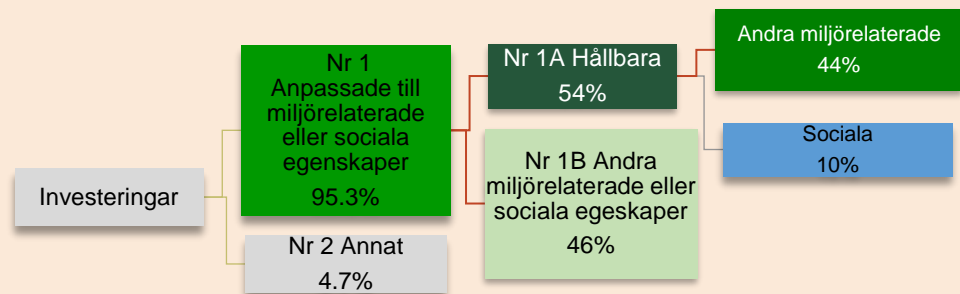 Investeringar
Nr 1
Anpassade till
miljörelaterade
eller sociala
egenskaper
95.3%
Nr 2 Annat
4.7%
Nr 1A Hållbara
54%
Nr 1B Andra
miljörelaterade eller
sociala egeskaper
46%
Andra miljörelaterade
44%
Sociala
10%